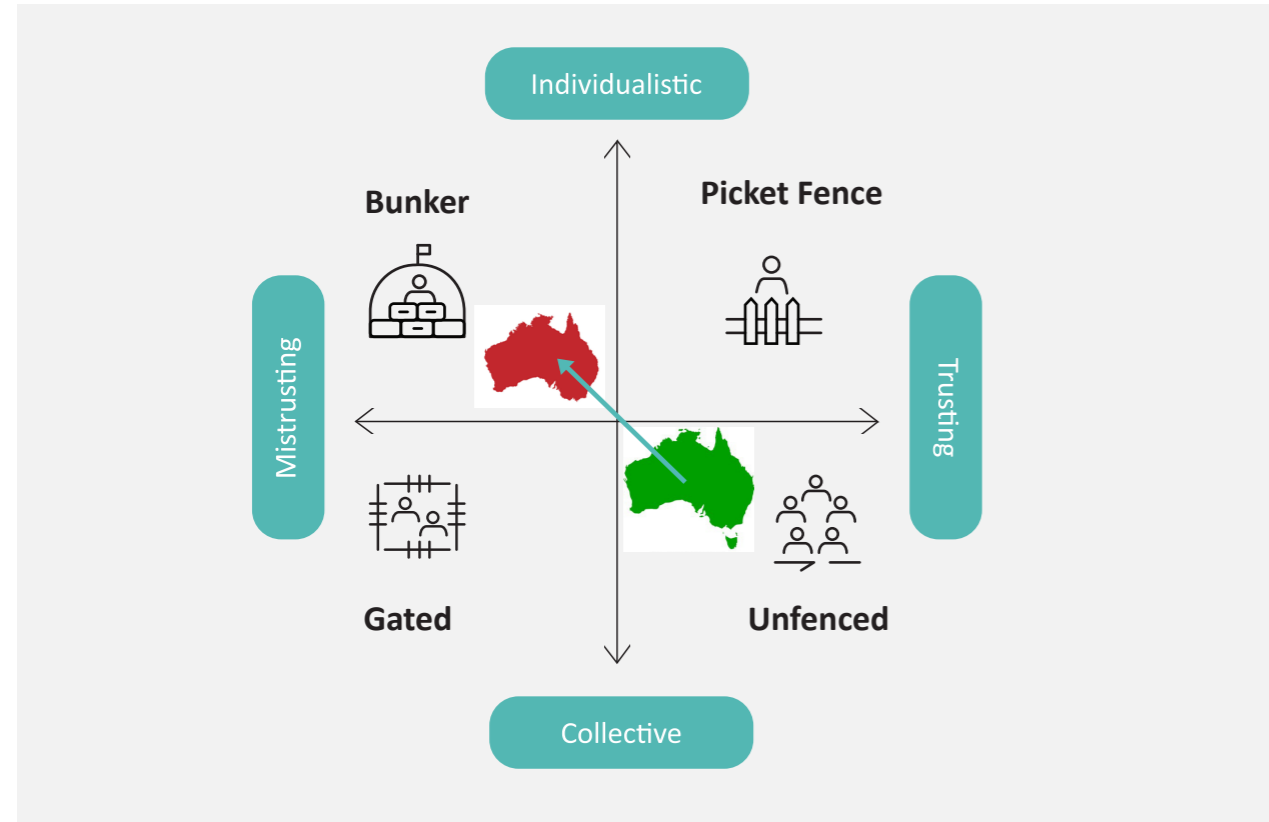 Individualistic
Bunker
Picket Fence
Mistrusting
Trusting
Gated
Unfenced
Collective